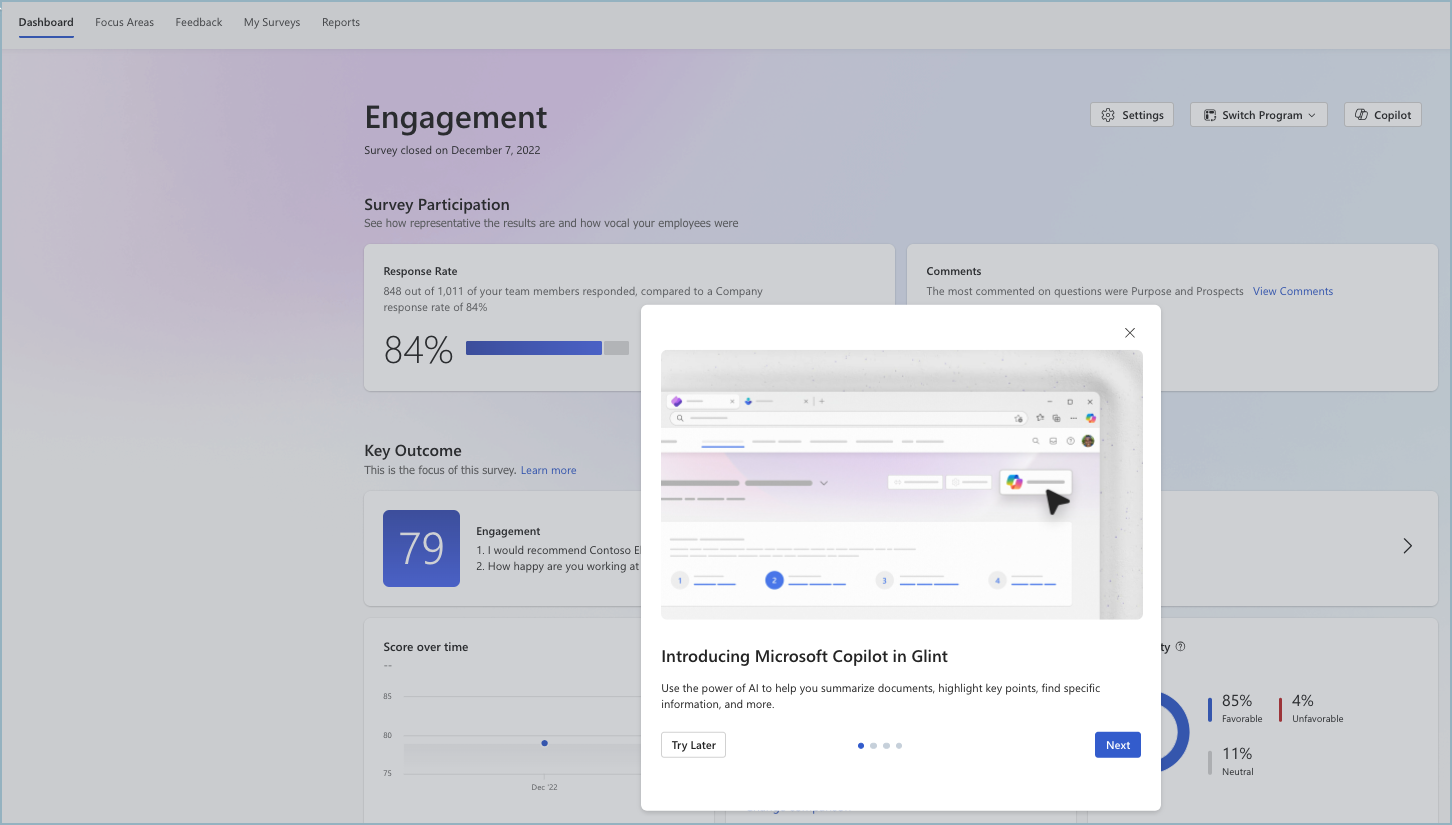 Dashboard Focus Areas Feedback My Surveys Reports
Engagement
Settings Switch Program Copilot
Survey closed on December 7, 2022
Survey Participation
See how representative the results are and how vocal your employees were
Response Rate
848 out of 1,011 of your team members responded, compared to a Company
response rate of 84%
84%
Comments
The most commented on questions were Purpose and Prospects View Comments
Key Outcome
This is the focus of this survey. Learn more
79
Engagement
1. I would recommend Contoso
2. How happy are you working at
Score over time
--
85
80
75
Dec '22
ty
85%
Favorable
4%
Unfavorable
11%
Neutral
1 2 3 4
Introducing Microsoft Copilot in Glint
Use the power of AI to help you summarize documents, highlight key points, find specific
information, and more.
Try Later Next